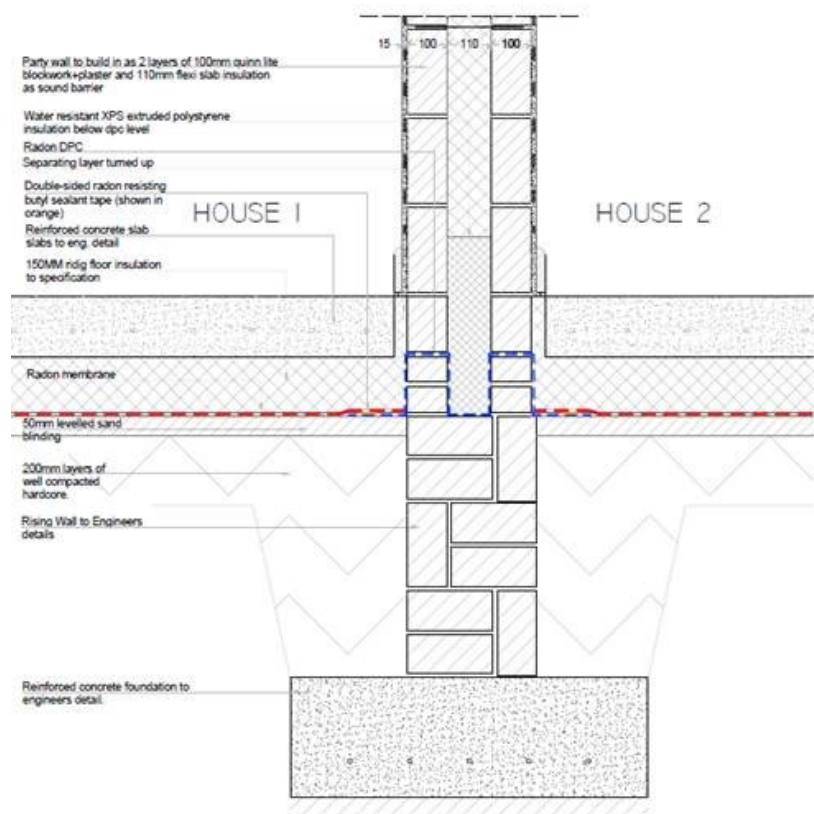 15 100 110 100
Party wall to build in as 2 layers of 100mm quinn lite
blockwork+plaster and 110mm flexi slab insulation
as sound barrier
Water resistant XPS extruded polystyrene
insulation below dpc level
Radon DPC
Separating layer turned up
Double-sided radon resisting
butyl sealant tape (shown in
orange)
HOUSE 1
HOUSE 2
Reinforced concrete slab
slabs to eng. detail
150MM ridig floor insulation
to specification
Radon membrane
50mm levelled sand
blinding
200mm layers of
well compacted
hardcore.
Rising Wall to Engineers
details
Reinforced concrete foundation to
engineers detail.